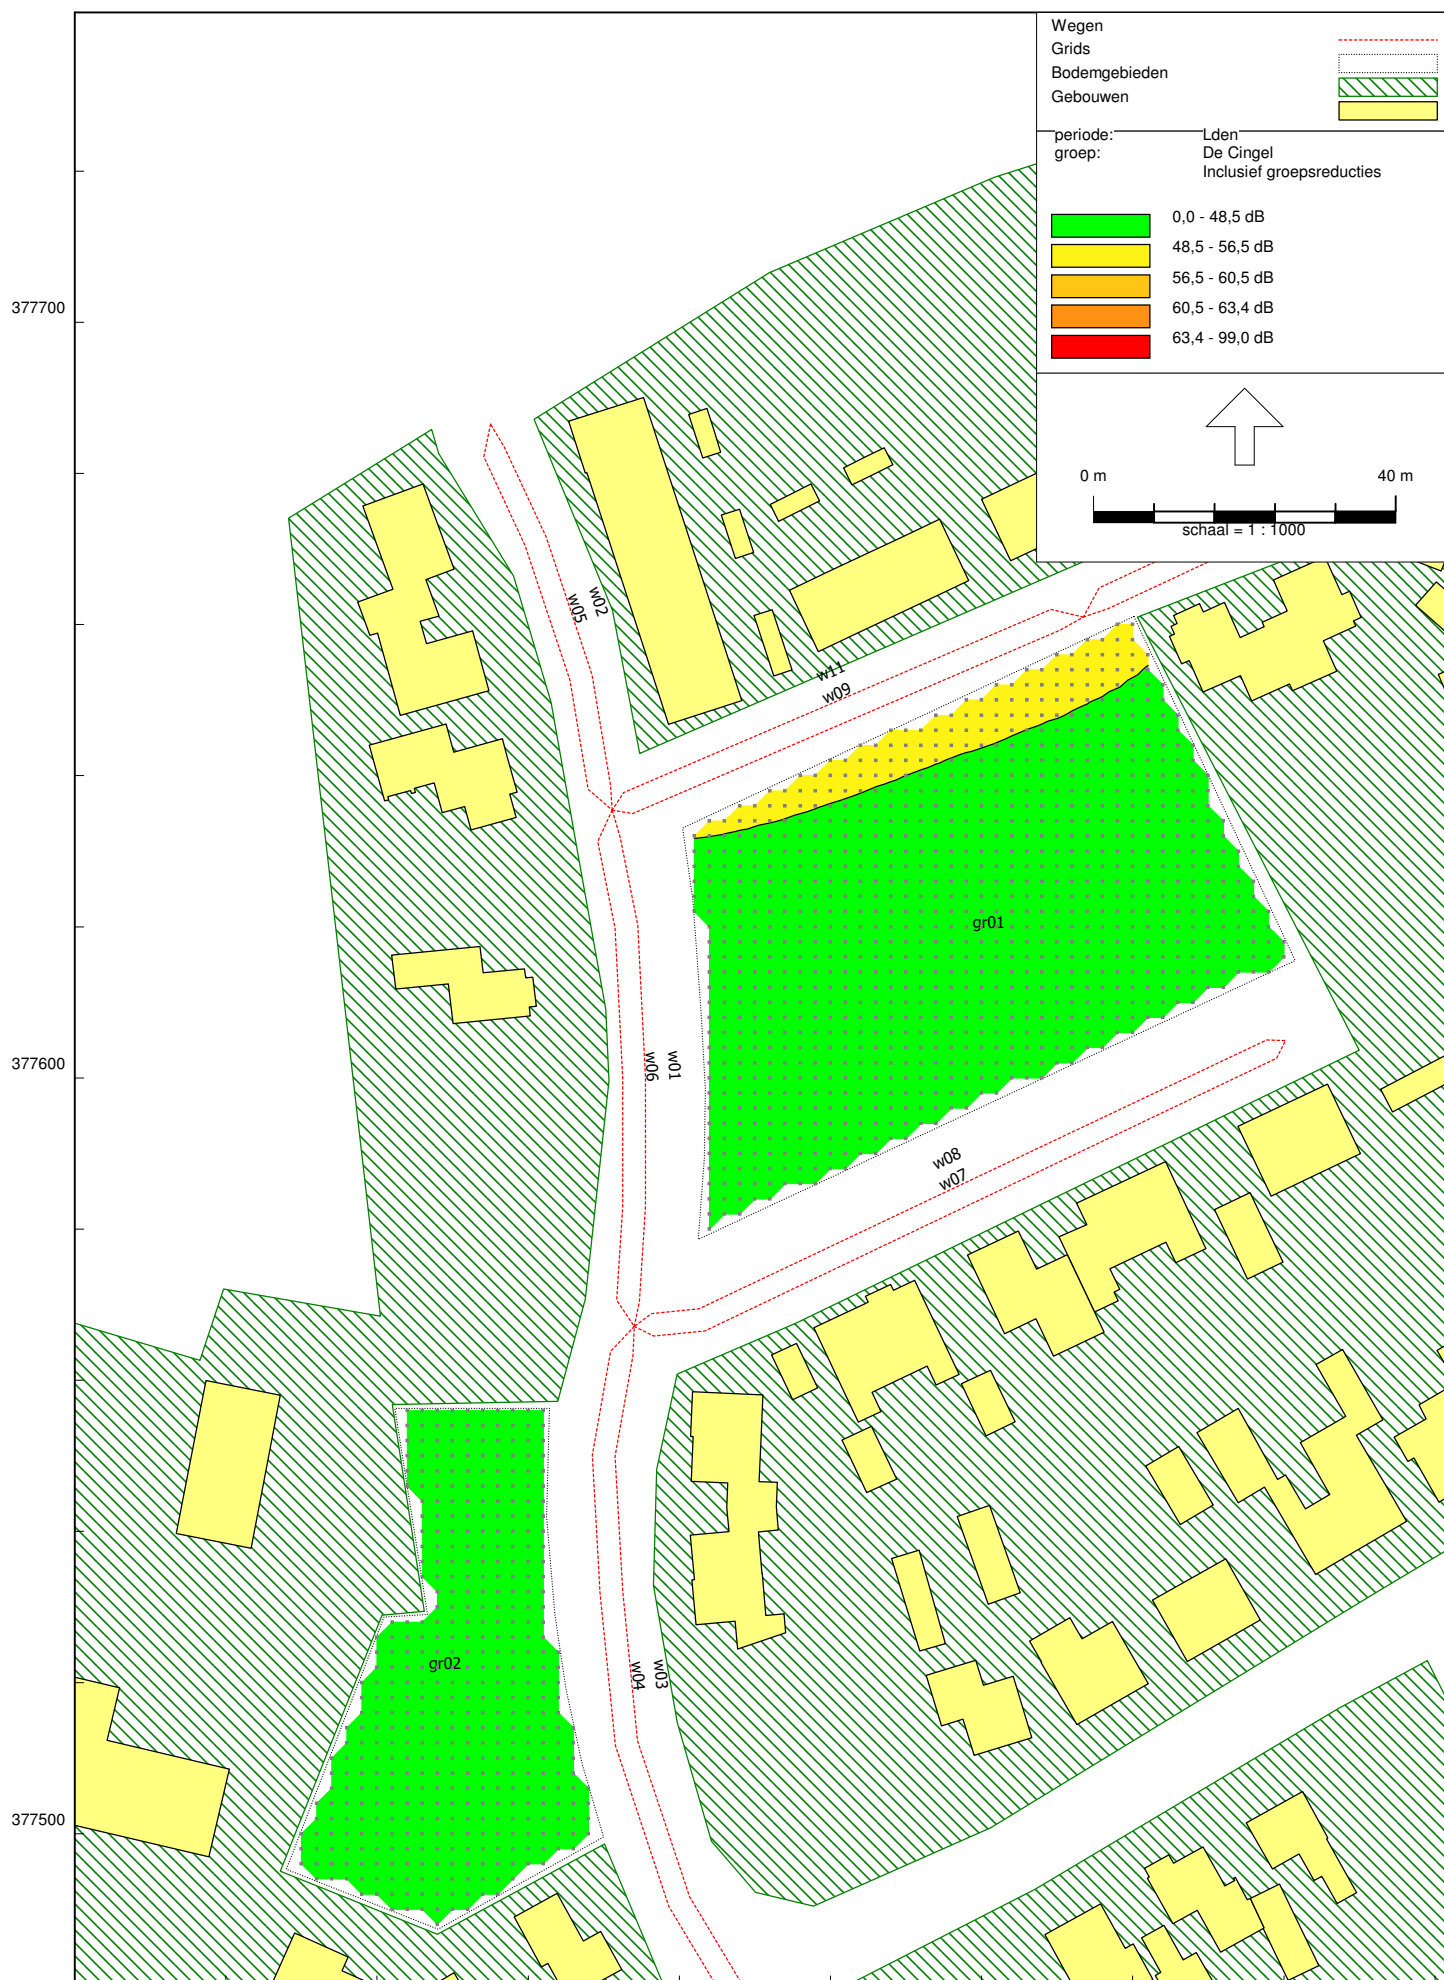 Wegen
Grids
Bodemgebieden
Gebouwen
periode: Lden
groep: De Cingel
Inclusief groepsreducties
0,0 - 48,5 dB
48,5 - 56,5 dB
56,5 - 60,5 dB
60,5 - 63,4 dB
63,4 - 99,0 dB
0 m 40 m
schaal = 1 : 1000
377700
w02
w05
w11
w09
gr01
377600
w01
w06
w08
w07
gr02
w03
w04
377500